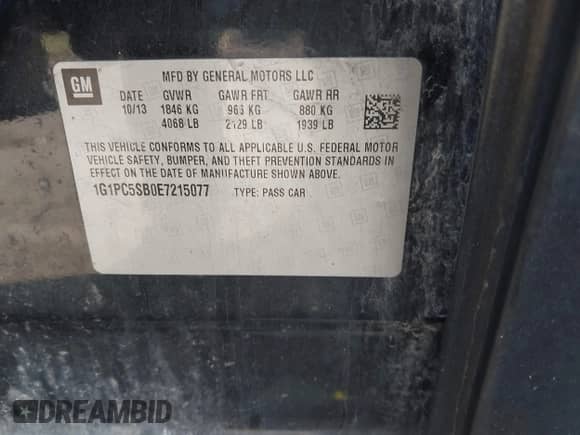 GM
MFD BY GENERAL MOTORS LLC
DATE GVWR GAWR FRT GAWR RR
10/13 1846 KG 966 KG 880 KG
4068 LB 2129 LB 1939 LB
THIS VEHICLE CONFORMS TO ALL APPLICABLE U.S. FEDERAL MOTOR
VEHICLE SAFETY, BUMPER, AND THEFT PREVENTION STANDARDS IN
EFFECT ON THE DATE OF MANUFACTURE SHOWN ABOVE.
1G1PC5SB0E7215077 TYPE: PASS CAR
DREAMBID